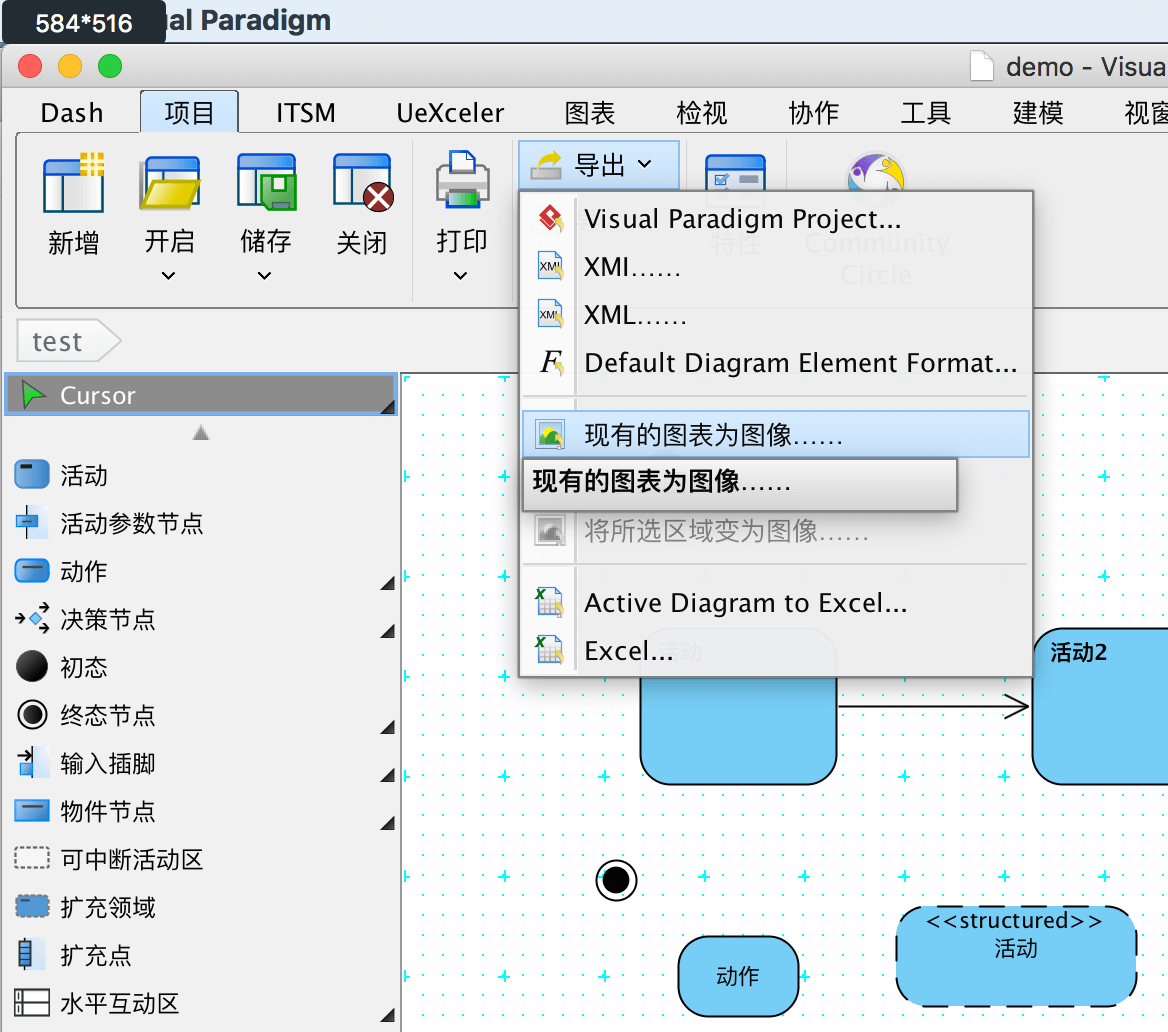 584*516
ual Paradigm
demo - Visua
Dash 项目 ITSM UeXceler 图表 检视 协作 工具 建模 视窗
导出
新增 开启 储存 关闭 打印
特性 Community
Circle
Visual Paradigm Project...
XMI
XMI......
XML
XML......
F
Default Diagram Element Format...
test
Cursor
现有的图表为图像......
现有的图表为图像......
将所选区域变为图像......
Active Diagram to Excel...
Excel...
活动
活动参数节点
动作
决策节点
初态
终态节点
输入插脚
物件节点
可中断活动区
扩充领域
扩充点
水平互动区
活动
活动2
动作
<<structured>>
活动